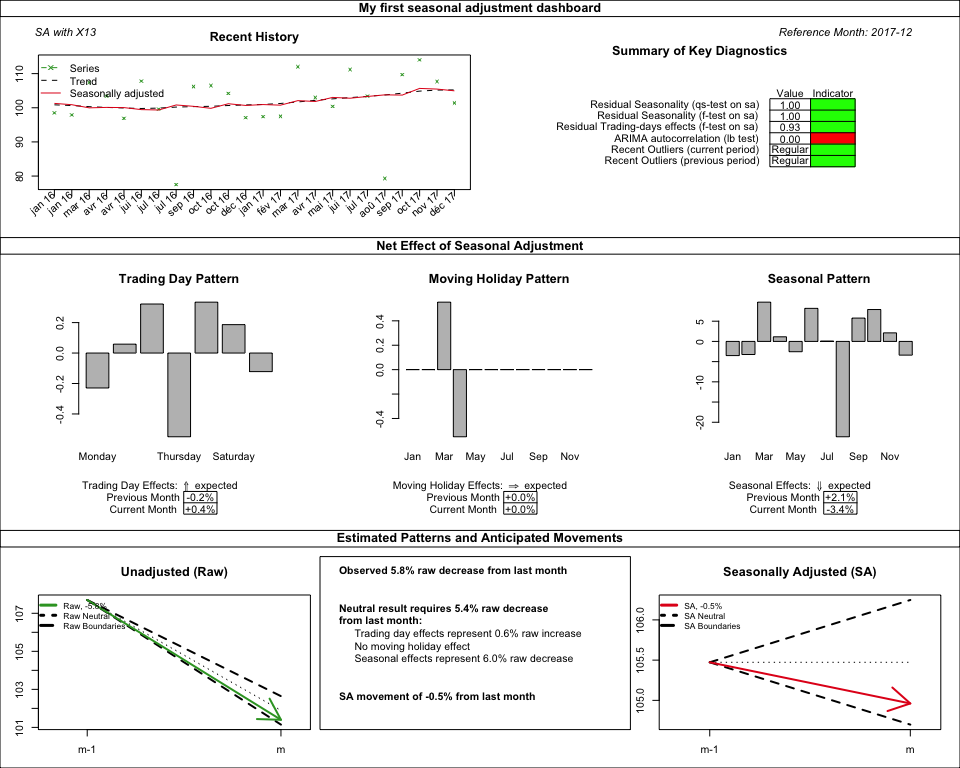 My first seasonal adjustment dashboard
SA with X13
Reference Month: 2017-12
Recent History
Series
Trend
Seasonally adjusted
110
100
90
80
jan 16 jan 16 mar 16 avr 16 avr 16 jui 16 jul 16 jul 16 sep 16 oct 16 oct 16 déc 16 jan 17 fév 17 mar 17 avr 17 mai 17 jul 17 jul 17 aoû 17 sep 17 oct 17 nov 17 déc 17
Summary of Key Diagnostics
Value Indicator
Residual Seasonality (qs-test on sa) 1.00
Residual Seasonality (f-test on sa) 1.00
Residual Trading-days effects (f-test on sa) 0.93
ARIMA autocorrelation (lb test) 0.00
Recent Outliers (current period) Regular
Recent Outliers (previous period) Regular
Net Effect of Seasonal Adjustment
Trading Day Pattern
0.2
0.0
-0.2
-0.4
Monday Thursday Saturday
Trading Day Effects: ⇑ expected
Previous Month -0.2%
Current Month +0.4%
Moving Holiday Pattern
0.4
0.2
0.0
-0.4
Jan Mar May Jul Sep Nov
Moving Holiday Effects: ⇒ expected
Previous Month +0.0%
Current Month +0.0%
Seasonal Pattern
5
0
-10
-20
Jan Mar May Jul Sep Nov
Seasonal Effects: ⇓ expected
Previous Month +2.1%
Current Month -3.4%
Estimated Patterns and Anticipated Movements
Unadjusted (Raw)
Raw, -5.8%
Raw Neutral
Raw Boundaries
107
105
103
101
m-1 m
Observed 5.8% raw decrease from last month
Neutral result requires 5.4% raw decrease
from last month:
Trading day effects represent 0.6% raw increase
No moving holiday effect
Seasonal effects represent 6.0% raw decrease
SA movement of -0.5% from last month
Seasonally Adjusted (SA)
SA, -0.5%
SA Neutral
SA Boundaries
106.0
105.5
105.0
m-1 m